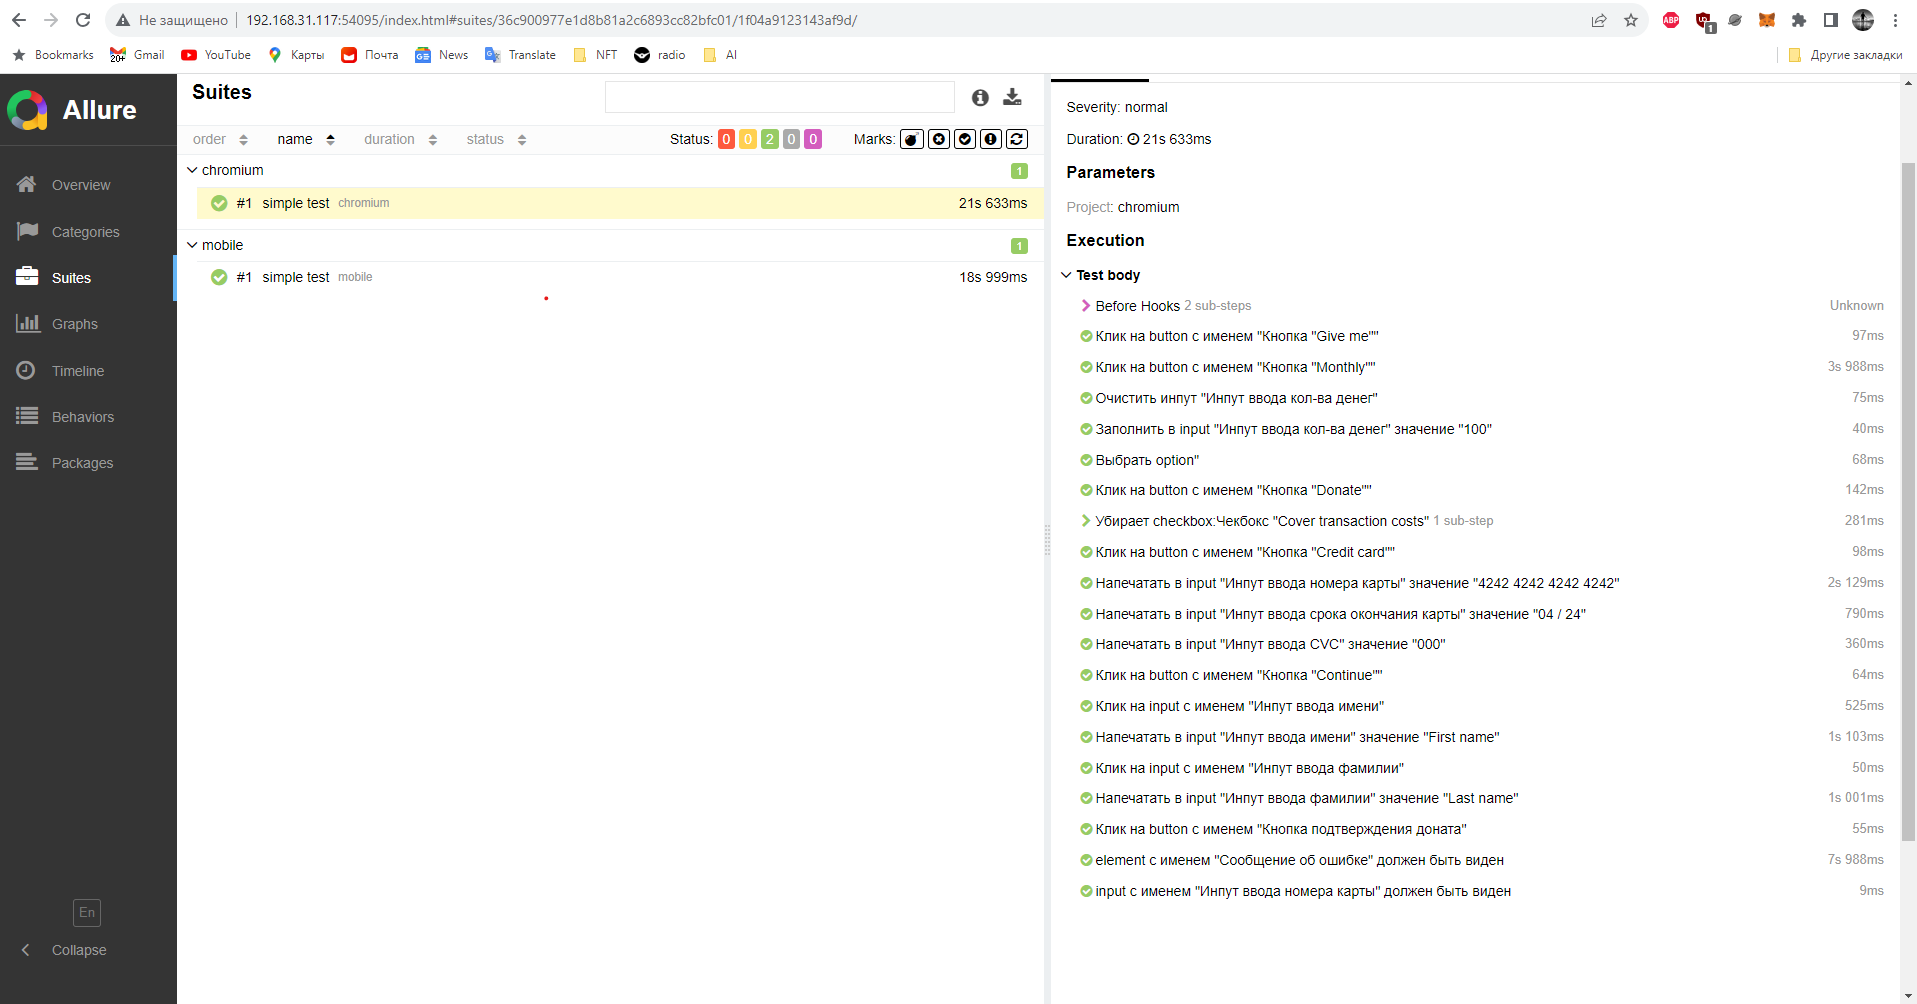 Не защищено 192.168.31.117:54095/index.html#suites/36c900977e1d8b81a2c6893cc82bfc01/1f04a9123143af9d/
ABP
1
Bookmarks 20+ Gmail YouTube Карты Почта News Translate NFT radio AI Другие закладки
Allure
Overview
Categories
Suites
Graphs
Timeline
Behaviors
Packages
En
Collapse
Suites
order name duration status Status: 0 0 2 0 0 Marks:
chromium 1
#1 simple test chromium 21s 633ms
mobile 1
#1 simple test mobile 18s 999ms
Severity: normal
Duration: 21s 633ms
Parameters
Project: chromium
Execution
Test body
Before Hooks 2 sub-steps Unknown
Клик на button с именем "Кнопка "Give me"" 97ms
Клик на button с именем "Кнопка "Monthly"" 3s 988ms
Очистить инпут "Инпут ввода кол-ва денег" 75ms
Заполнить в input "Инпут ввода кол-ва денег" значение "100" 40ms
Выбрать option" 68ms
Клик на button с именем "Кнопка "Donate"" 142ms
Убирает checkbox:Чекбокс "Cover transaction costs" 1 sub-step 281ms
Клик на button с именем "Кнопка "Credit card"" 98ms
Напечатать в input "Инпут ввода номера карты" значение "4242 4242 4242 4242" 2s 129ms
Напечатать в input "Инпут ввода срока окончания карты" значение "04 / 24" 790ms
Напечатать в input "Инпут ввода CVC" значение "000" 360ms
Клик на button с именем "Кнопка "Continue"" 64ms
Клик на input с именем "Инпут ввода имени" 525ms
Напечатать в input "Инпут ввода имени" значение "First name" 1s 103ms
Клик на input с именем "Инпут ввода фамилии" 50ms
Напечатать в input "Инпут ввода фамилии" значение "Last name" 1s 001ms
Клик на button с именем "Кнопка подтверждения доната" 55ms
element с именем "Сообщение об ошибке" должен быть виден 7s 988ms
input с именем "Инпут ввода номера карты" должен быть виден 9ms